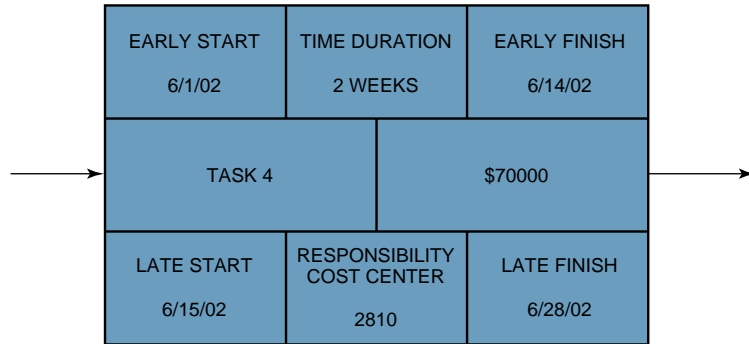 EARLY START
6/1/02
TIME DURATION
2 WEEKS
EARLY FINISH
6/14/02
TASK 4
$70000
LATE START
6/15/02
RESPONSIBILITY
COST CENTER
2810
LATE FINISH
6/28/02